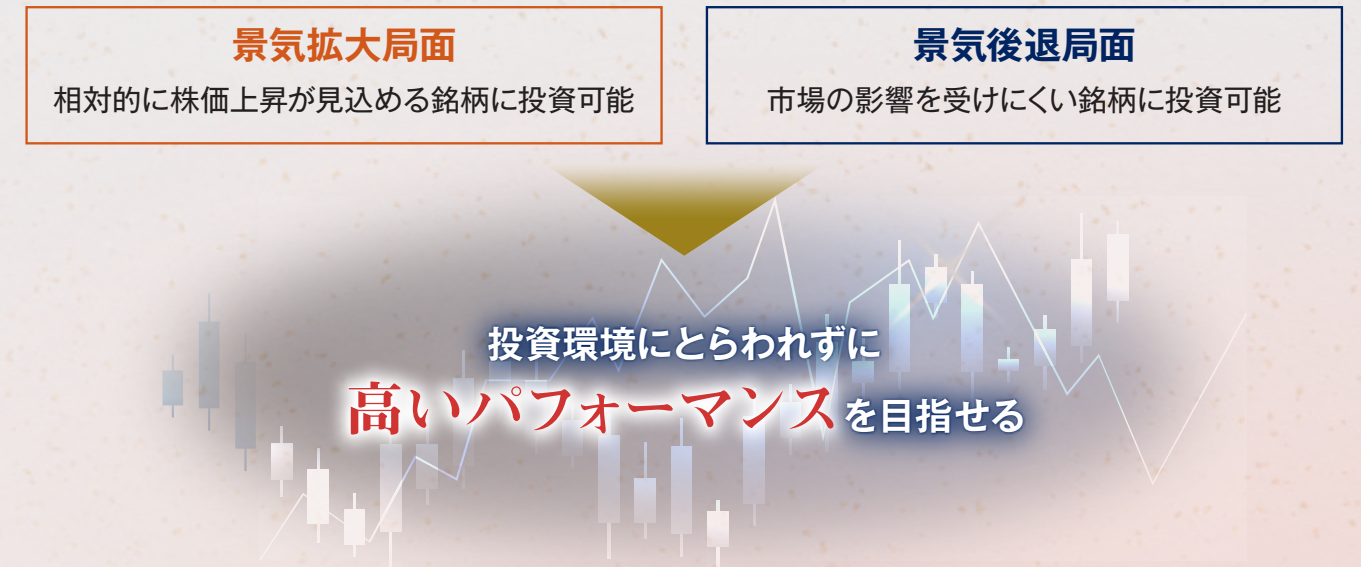 景気拡大局面
相対的に株価上昇が見込める銘柄に投資可能
景気後退局面
市場の影響を受けにくい銘柄に投資可能
投資環境にとらわれずに
高いパフォーマンスを目指せる